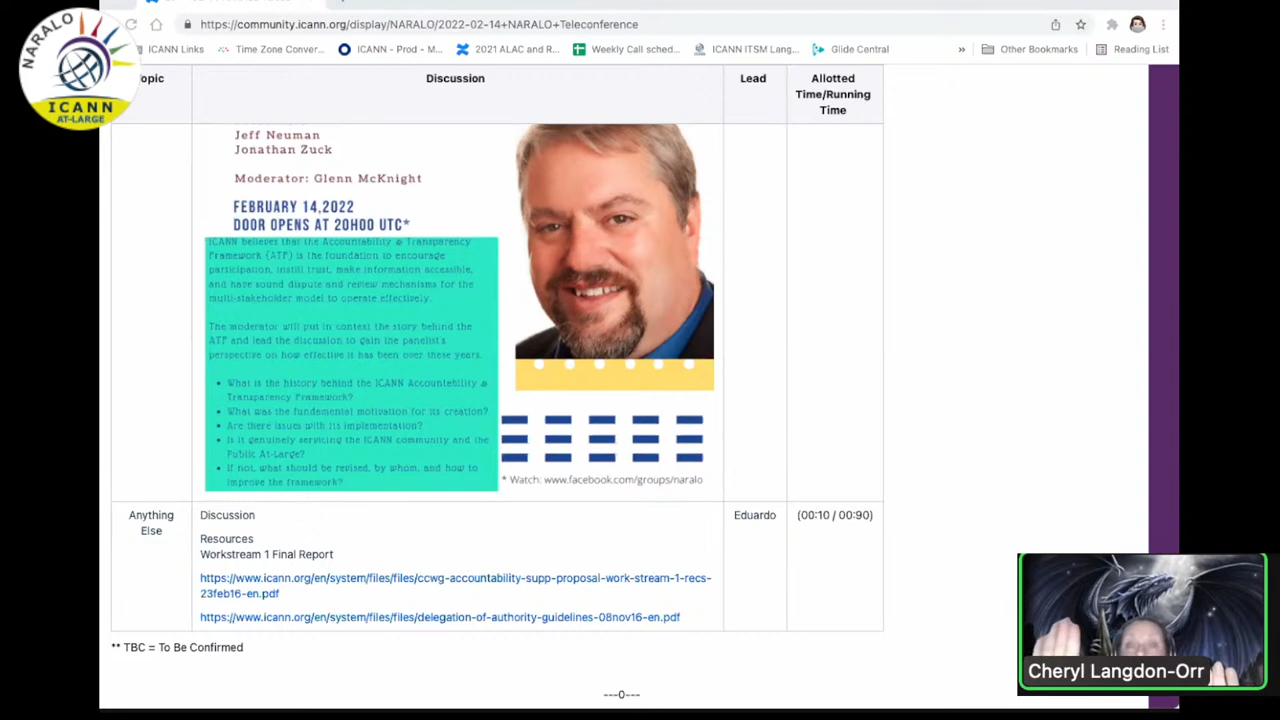 https://community.icann.org/display/NARALO/2022-02-14+NARALO+Teleconference
ICANN Links
Time Zone Conver...
ICANN - Prod - M...
2021 ALAC and R...
Weekly Call sched...
ICANN ITSM Lang...
Glide Central
»
Other Bookmarks
Reading List
NARALO
ICANN
AT-LARGE
opic
Discussion
Lead
Allotted
Time/Running
Time
Jeff Neuman
Jonathan Zuck
Moderator: Glenn McKnight
FEBRUARY 14,2022
DOOR OPENS AT 20H00 UTC*
ICANN believes that the Accountability & Transparency
Framework (ATF) is the foundation to encourage
participation, instill trust, make information accessible,
and have sound dispute and review mechanisms for the
multi-stakeholder model to operate effectively.
The moderator will put in context the story behind the
ATF and lead the discussion to gain the panelist's
perspective on how effective it has been over these years.
• What is the history behind the ICANN Accountability &
Transparency Framework?
• What was the fundamental motivation for its creation?
• Are there issues with its implementation?
• Is it genuinely servicing the ICANN community and the
Public At-Large?
• If not, what should be revised, by whom, and how to
improve the framework?
* Watch: www.facebook.com/groups/naralo
Anything
Else
Discussion
Eduardo
(00:10 / 00:90)
Resources
Workstream 1 Final Report
https://www.icann.org/en/system/files/files/ccwg-accountability-supp-proposal-work-stream-1-recs-
23feb16-en.pdf
https://www.icann.org/en/system/files/files/delegation-of-authority-guidelines-08nov16-en.pdf
** TBC = To Be Confirmed
---0---
Cheryl Langdon-Orr